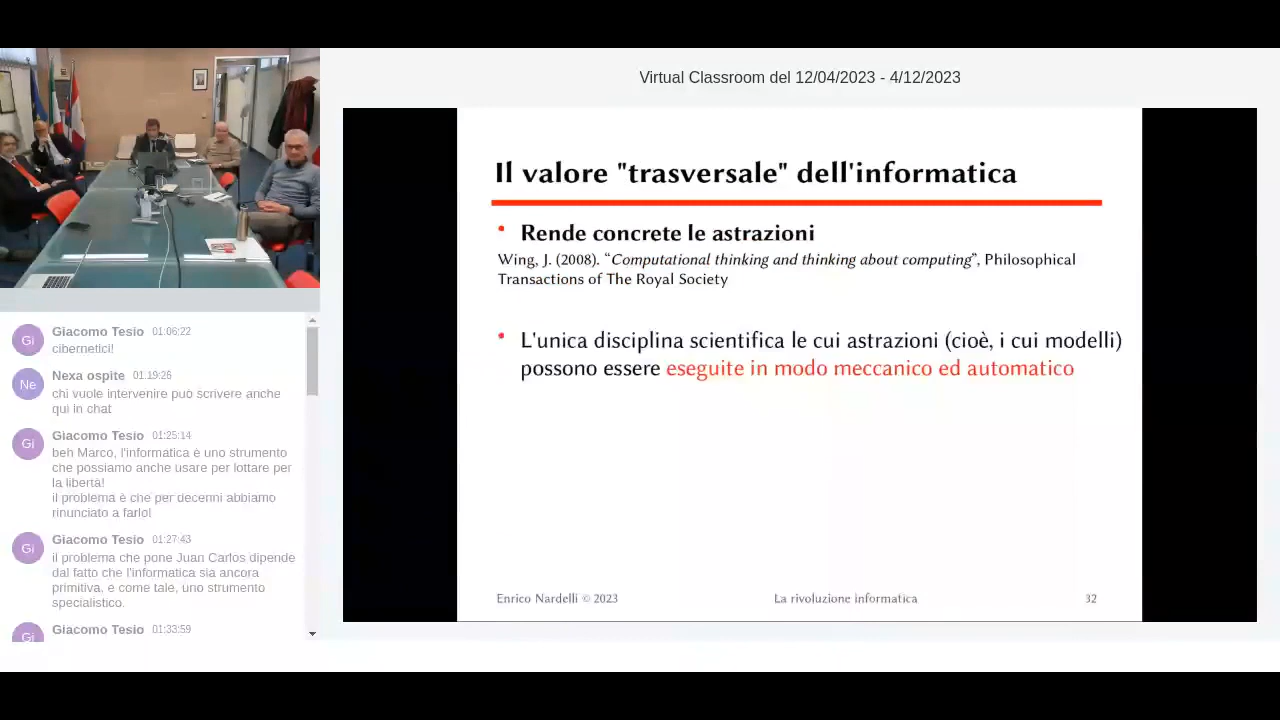 Virtual Classroom del 12/04/2023 - 4/12/2023
Il valore "trasversale" dell'informatica
• Rende concrete le astrazioni
Wing, J. (2008). “Computational thinking and thinking about computing”, Philosophical
Transactions of The Royal Society
• L'unica disciplina scientifica le cui astrazioni (cioè, i cui modelli)
possono essere eseguite in modo meccanico ed automatico
Enrico Nardelli © 2023 La rivoluzione informatica 32
Gi Giacomo Tesio 01:06:22
cibernetici!
Ne Nexa ospite 01:19:26
chi vuole intervenire può scrivere anche
qui in chat
Gi Giacomo Tesio 01:25:14
beh Marco, l'informatica è uno strumento
che possiamo anche usare per lottare per
la libertà!
il problema è che per decenni abbiamo
rinunciato a farlo!
Gi Giacomo Tesio 01:27:43
il problema che pone Juan Carlos dipende
dal fatto che l'informatica sia ancora
primitiva, e come tale, uno strumento
specialistico.
Gi Giacomo Tesio 01:33:59